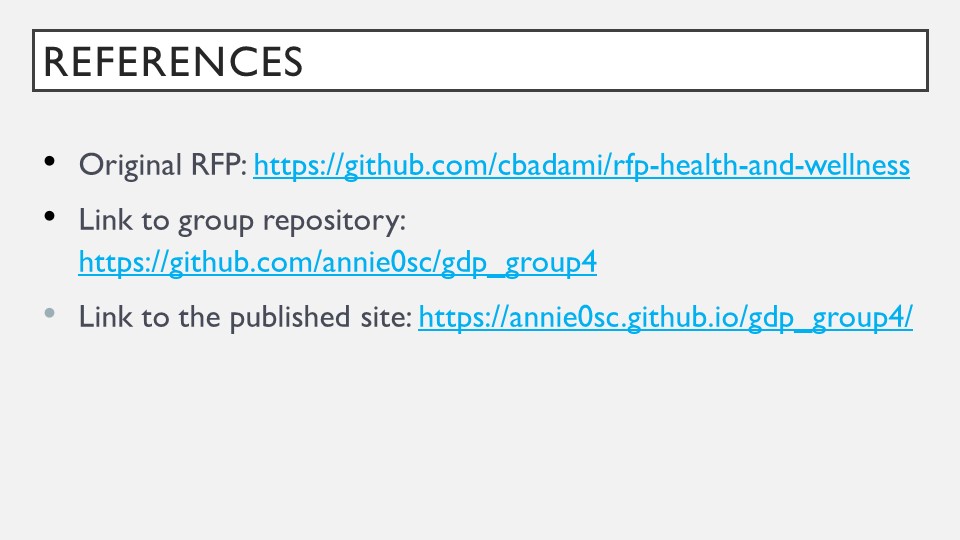 REFERENCES
• Original RFP: https://github.com/cbadami/rfp-health-and-wellness
• Link to group repository:
https://github.com/annie0sc/gdp_group4
• Link to the published site: https://annie0sc.github.io/gdp_group4/